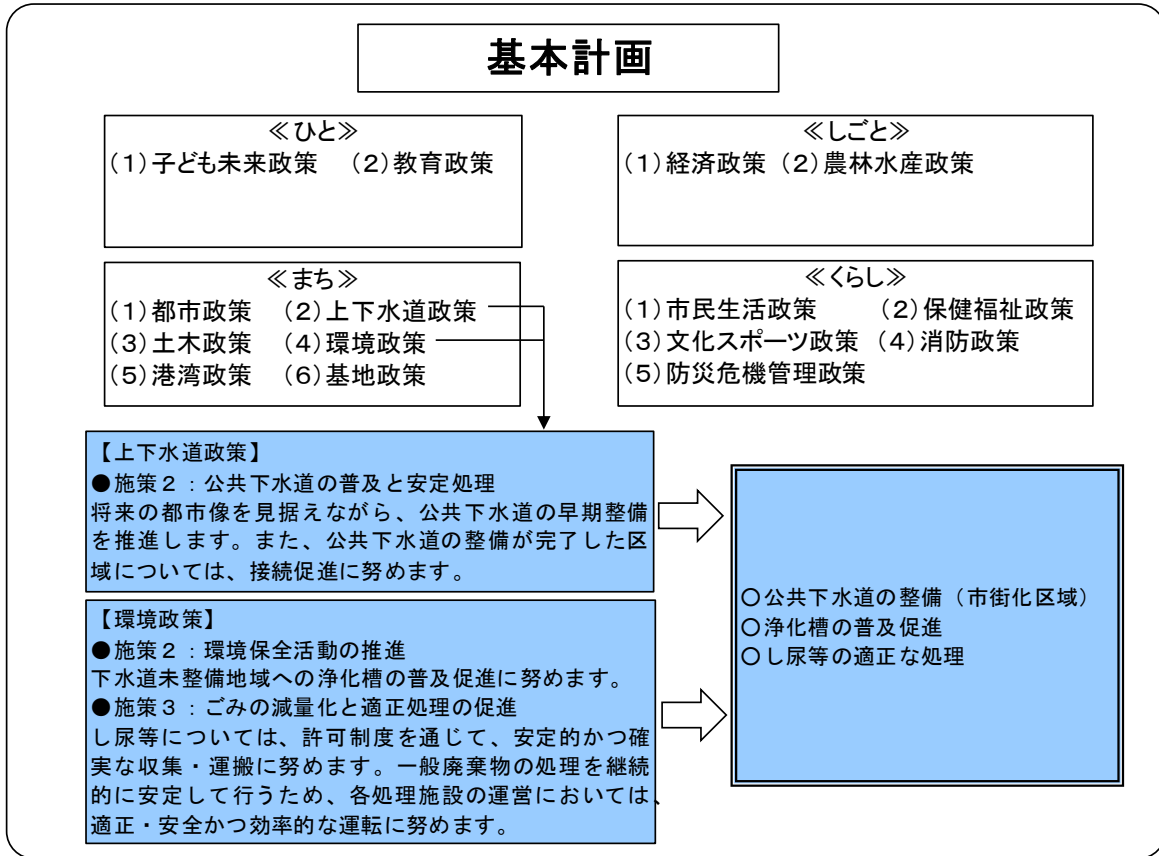 基本計画
≪ひと≫
(1)子ども未来政策 (2)教育政策
≪しごと≫
(1)経済政策 (2)農林水産政策
≪まち≫
(1)都市政策 (2)上下水道政策
(3)土木政策 (4)環境政策
(5)港湾政策 (6)基地政策
≪くらし≫
(1)市民生活政策 (2)保健福祉政策
(3)文化スポーツ政策 (4)消防政策
(5)防災危機管理政策
【上下水道政策】
●施策2:公共下水道の普及と安定処理
将来の都市像を見据えながら、公共下水道の早期整備
を推進します。また、公共下水道の整備が完了した区
域については、接続促進に努めます。
【環境政策】
●施策2:環境保全活動の推進
下水道未整備地域への浄化槽の普及促進に努めます。
●施策3:ごみの減量化と適正処理の促進
し尿等については、許可制度を通じて、安定的かつ確
実な収集・運搬に努めます。一般廃棄物の処理を継続
的に安定して行うため、各処理施設の運営においては、
適正・安全かつ効率的な運転に努めます。
〇公共下水道の整備(市街化区域)
〇浄化槽の普及促進
〇し尿等の適正な処理